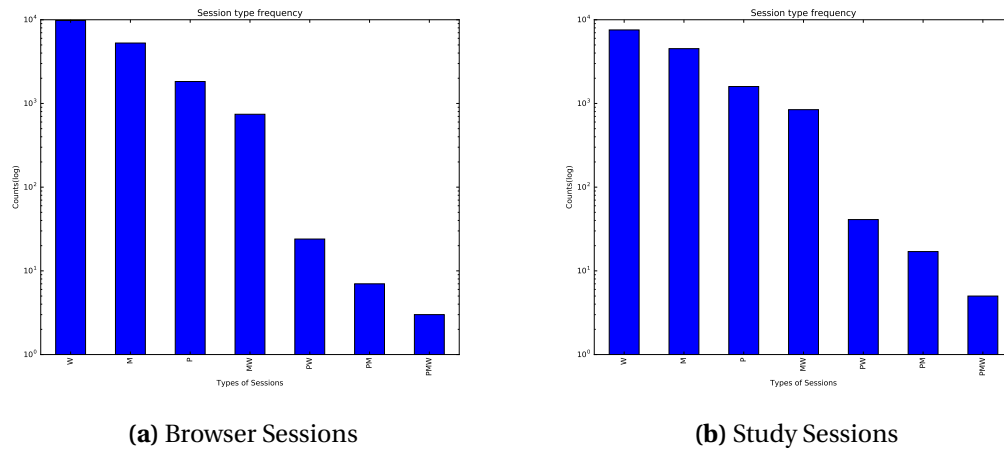 Session type frequency
10⁴
10³
10²
10¹
10⁰
Counts(log)
W
M
P
MW
PW
PM
PMW
Types of Sessions
(a) Browser Sessions
Session type frequency
10⁴
10³
10²
10¹
10⁰
Counts(log)
W
M
P
MW
PW
PM
PMW
Types of Sessions
(b) Study Sessions